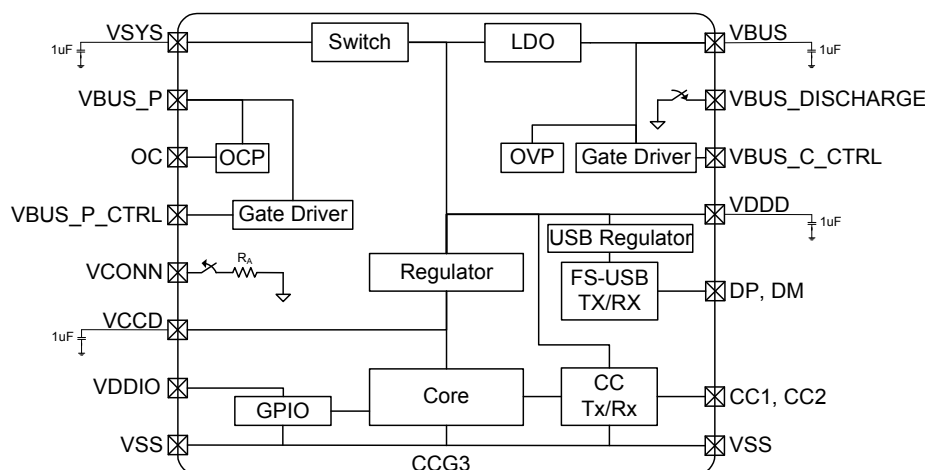 VSYS
1uF
Switch
LDO
VBUS
1uF
VBUS_P
VBUS_DISCHARGE
OC
OCP
OVP
Gate Driver
VBUS_C_CTRL
VBUS_P_CTRL
Gate Driver
VDDD
1uF
USB Regulator
VCONN
RA
Regulator
FS-USB
TX/RX
DP, DM
VCCD
1uF
VDDIO
GPIO
Core
CC
Tx/Rx
CC1, CC2
VSS
VSS
CCG3